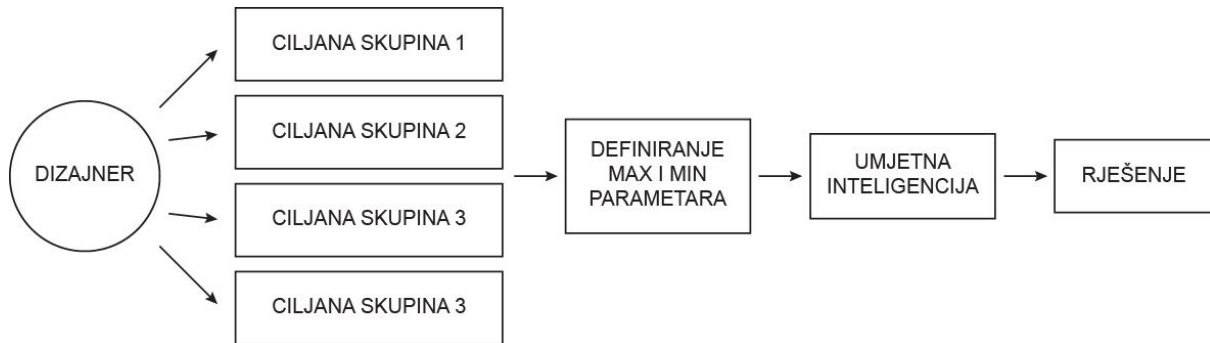 DIZAJNER
CILJANA SKUPINA 1
CILJANA SKUPINA 2
CILJANA SKUPINA 3
CILJANA SKUPINA 3
DEFINIRANJE
MAX I MIN
PARAMETARA
UMJETNA
INTELIGENCIJA
RJEŠENJE